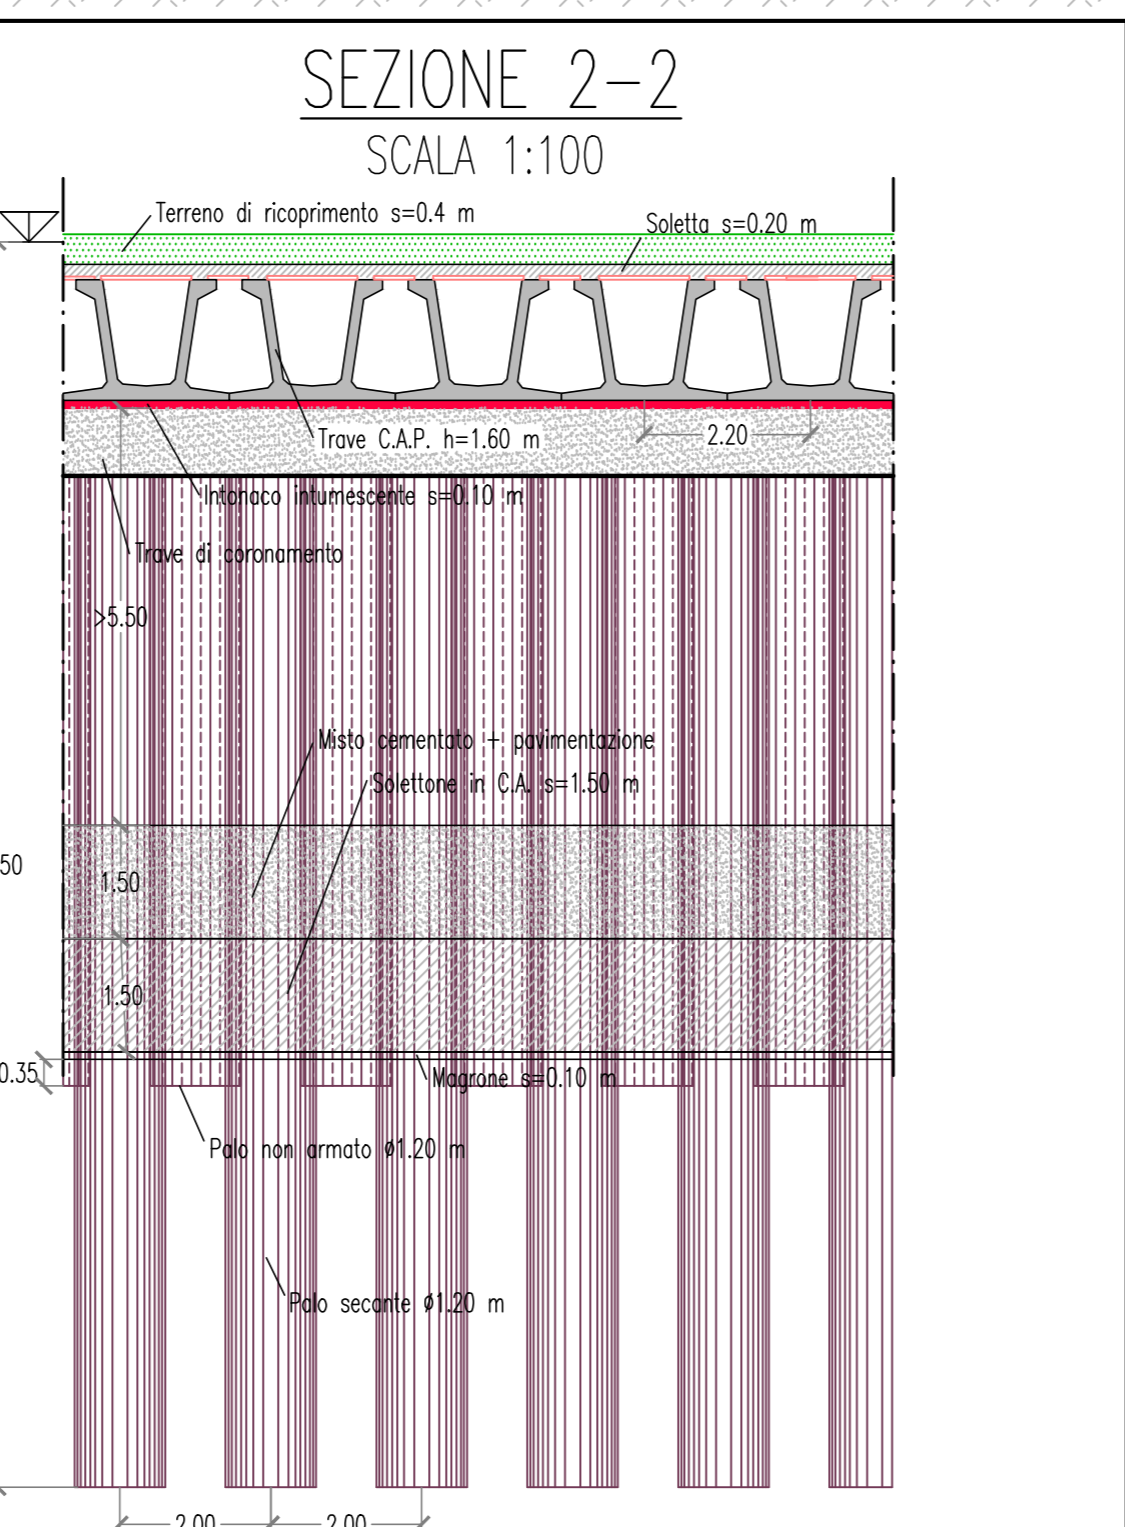 SEZIONE 2-2
SCALA 1:100
Terreno di ricoprimento s=0.4 m
Soletta s=0.20 m
Trave C.A.P. h=1.60 m
2.20
Intonaco intumescente s=0.10 m
Trave di coronamento
>5.50
Misto cementato + pavimentazione
Solettone in C.A. s=1.50 m
50
1.50
1.50
0.35
Magrone s=0.10 m
Palo non armato ø1.20 m
Palo secante ø1.20 m
2.00 2.00